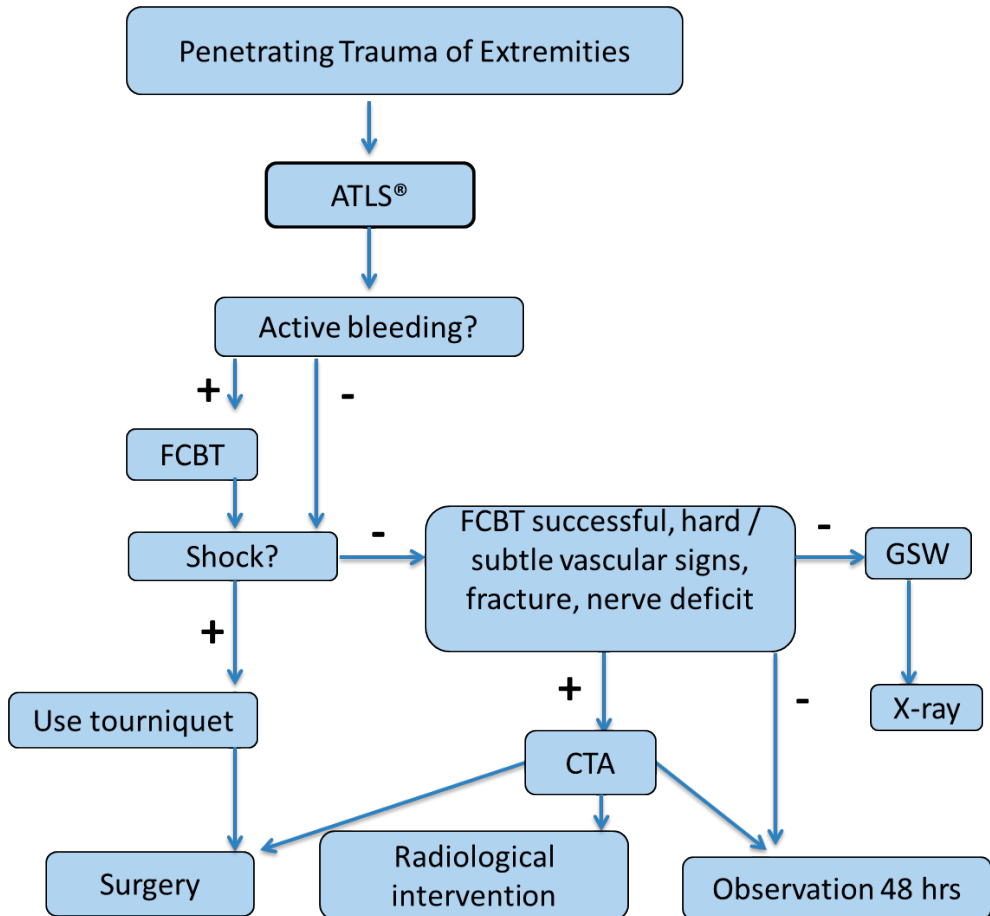 Penetrating Trauma of Extremities
ATLS®
Active bleeding?
+
-
FCBT
Shock?
-
FCBT successful, hard /
subtle vascular signs,
fracture, nerve deficit
-
GSW
+
+
-
Use tourniquet
X-ray
CTA
Surgery
Radiological
intervention
Observation 48 hrs